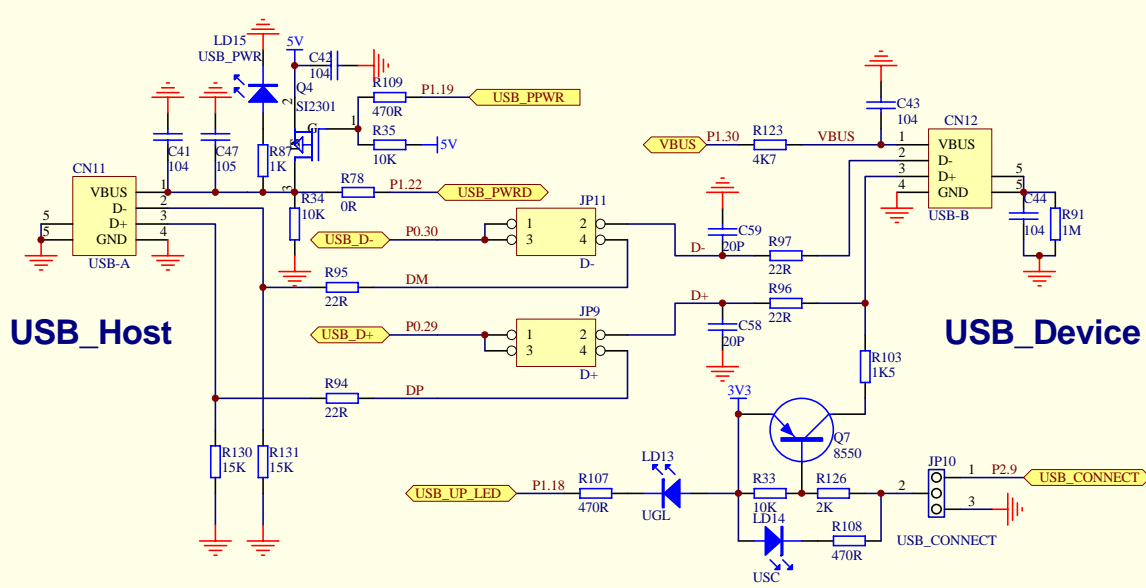 LD15
USB_PWR
5V
C42
104
Q4
SI2301
2
G
1
3
R109
470R
P1.19
USB_PPWR
R35
10K
5V
C41
104
C47
105
R87
1K
CN11
VBUS
D-
D+
GND
1
2
3
4
5
5
USB-A
R34
10K
R78
0R
P1.22
USB_PWRD
USB_D-
P0.30
JP11
1
2
3
4
D-
R95
22R
DM
USB_Host
USB_D+
P0.29
JP9
1
2
3
4
D+
R94
22R
DP
R130
15K
R131
15K
C43
104
CN12
VBUS
P1.30
R123
4K7
VBUS
1
2
3
4
VBUS
D-
D+
GND
5
5
USB-B
C44
104
R91
1M
C59
20P
D-
R97
22R
D+
R96
22R
C58
20P
USB_Device
R103
1K5
3V3
Q7
8550
LD13
UGL
USB_UP_LED
P1.18
R107
470R
R33
10K
R126
2K
LD14
USC
R108
470R
2
JP10
1
3
P2.9
USB_CONNECT
USB_CONNECT